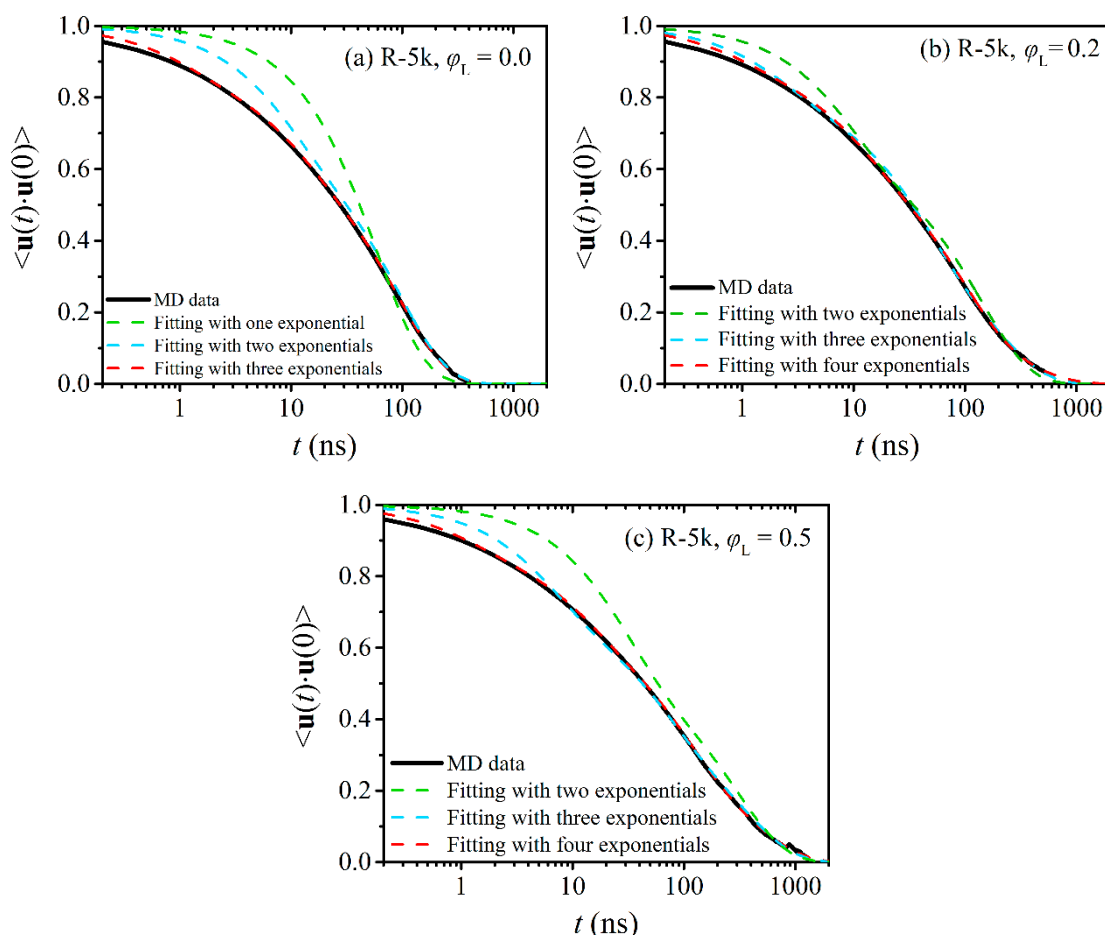 (a) R-5k, φL = 0.0
<u(t)·u(0)>
1.0
0.8
0.6
0.4
0.2
0.0
MD data
Fitting with one exponential
Fitting with two exponentials
Fitting with three exponentials
1 10 100 1000
t (ns)
(b) R-5k, φL = 0.2
<u(t)·u(0)>
1.0
0.8
0.6
0.4
0.2
0.0
MD data
Fitting with two exponentials
Fitting with three exponentials
Fitting with four exponentials
1 10 100 1000
t (ns)
(c) R-5k, φL = 0.5
<u(t)·u(0)>
1.0
0.8
0.6
0.4
0.2
0.0
MD data
Fitting with two exponentials
Fitting with three exponentials
Fitting with four exponentials
1 10 100 1000
t (ns)